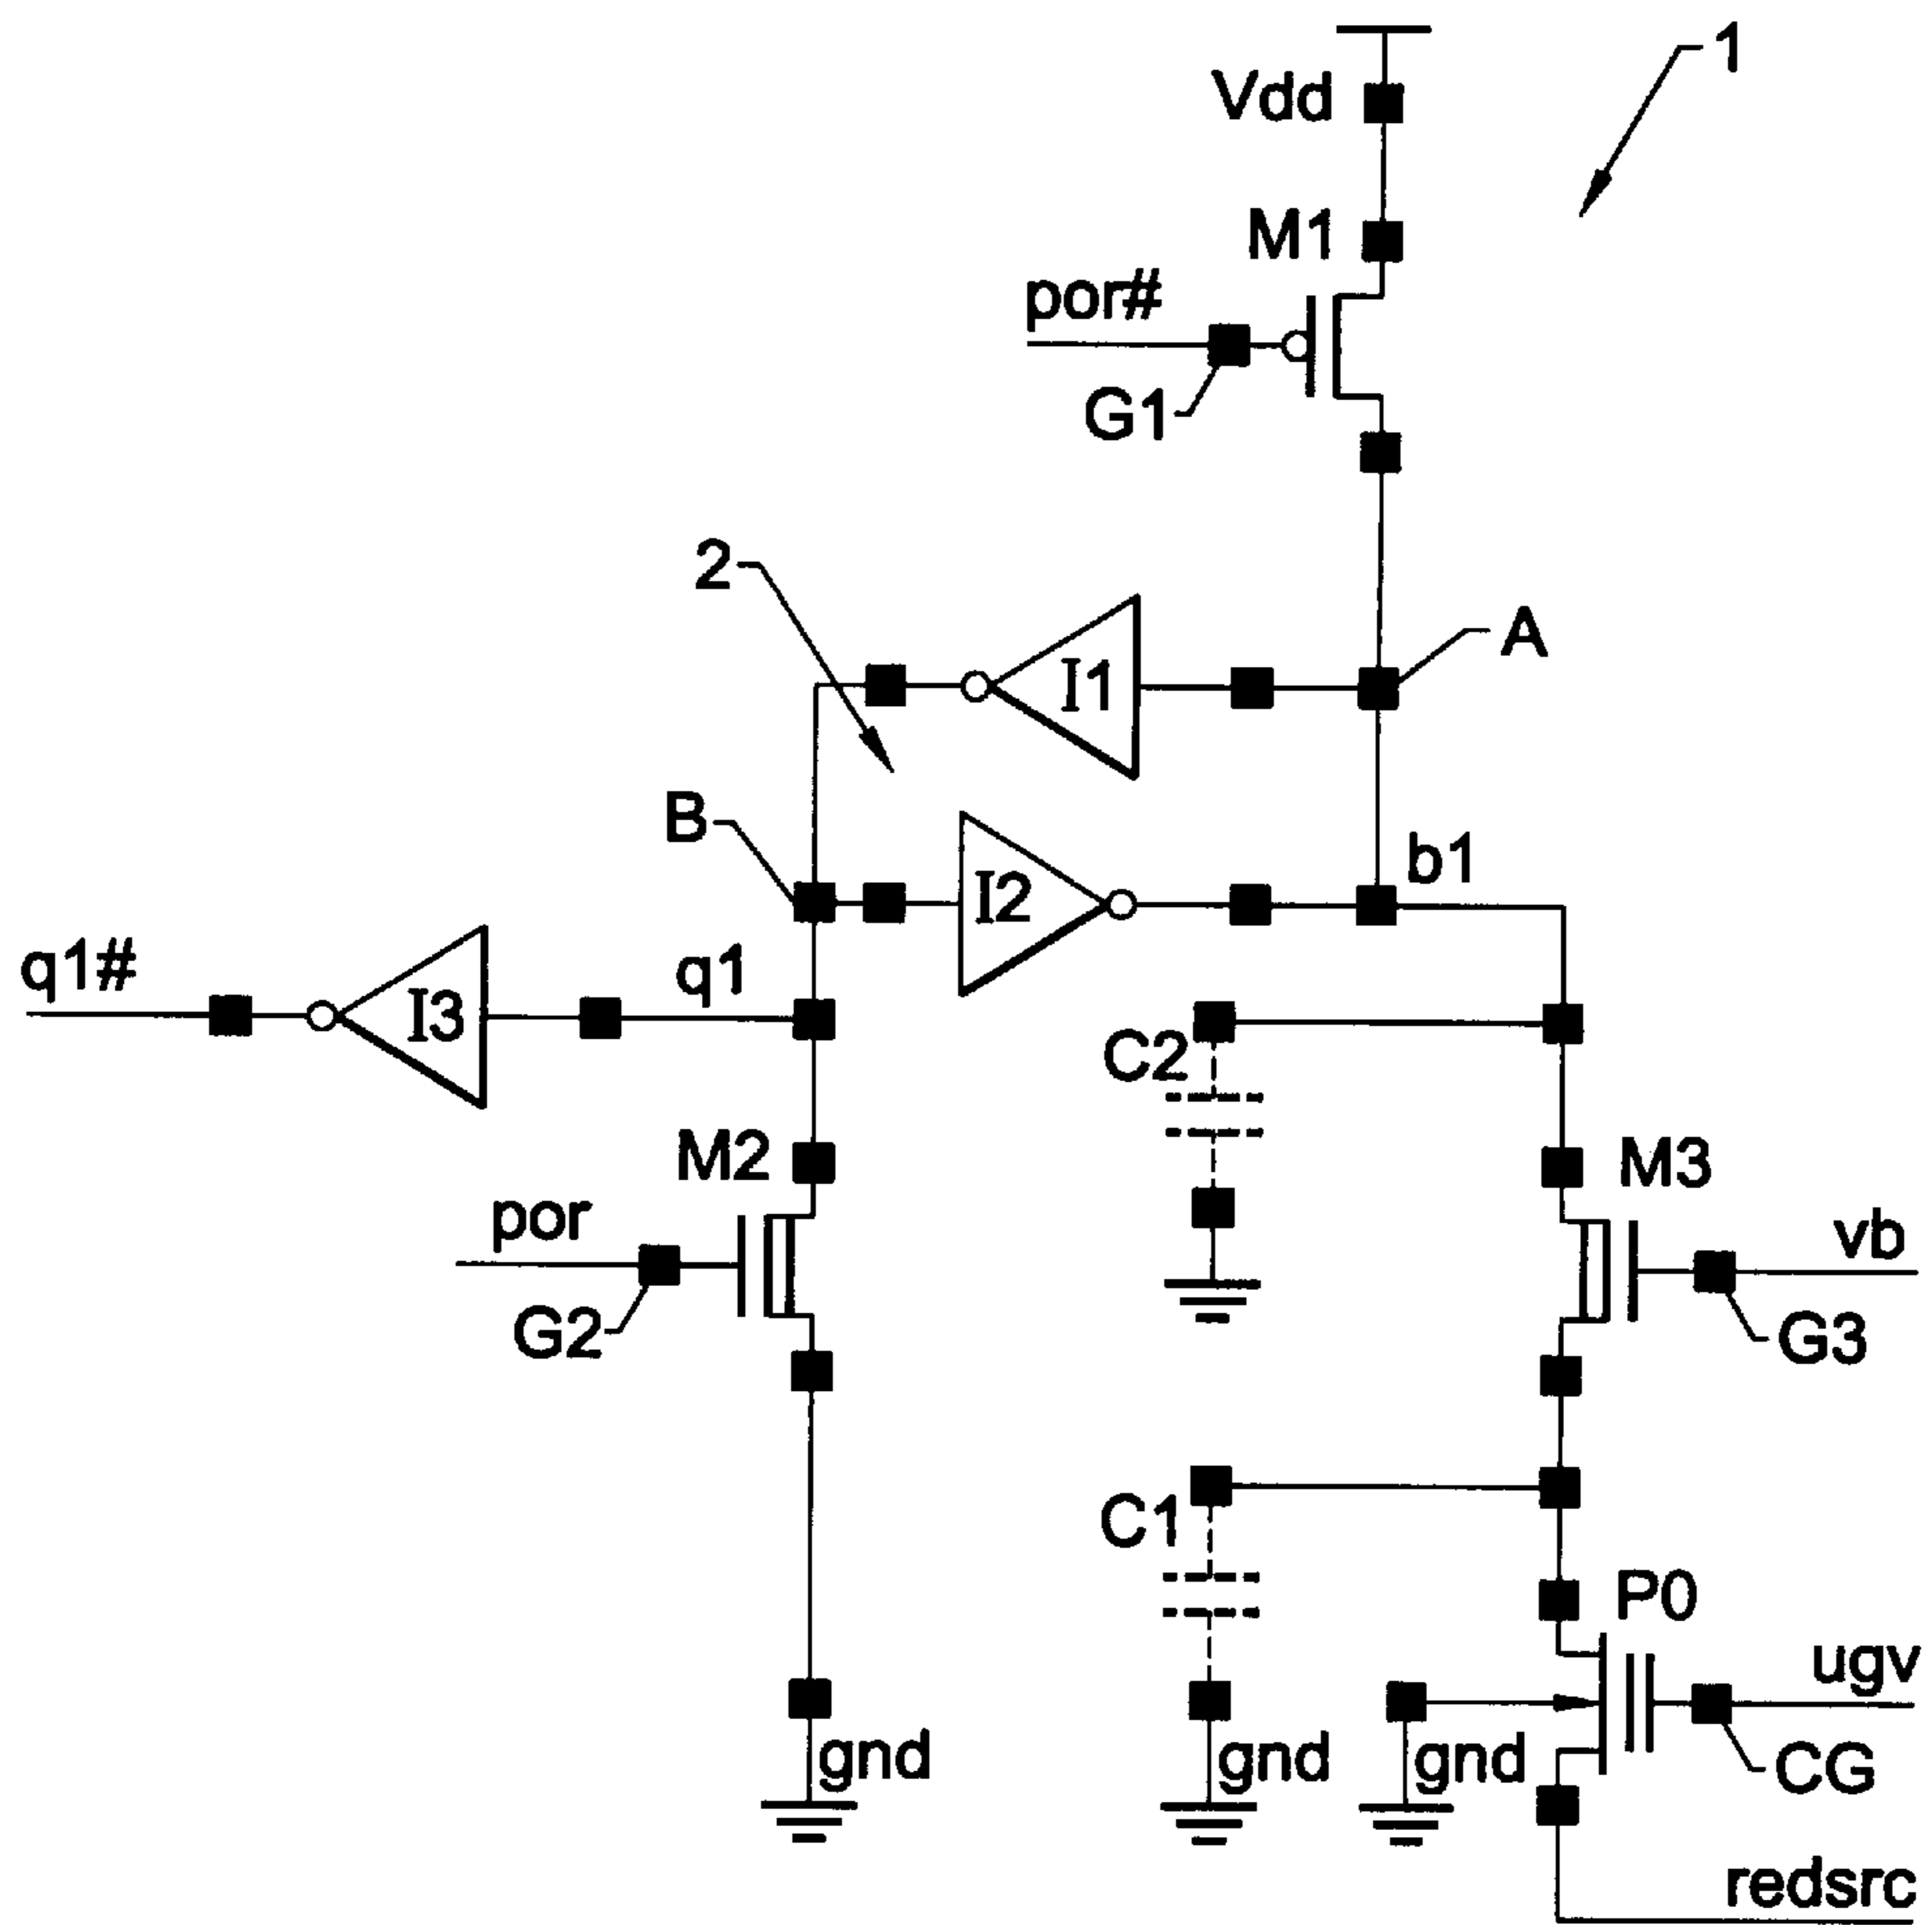 1
Vdd
M1
por#
G1
2
A
I1
B
b1
I2
q1#
q1
I3
C2
M2
M3
por
vb
G2
G3
C1
P0
ugv
gnd
gnd
gnd
CG
redsrc